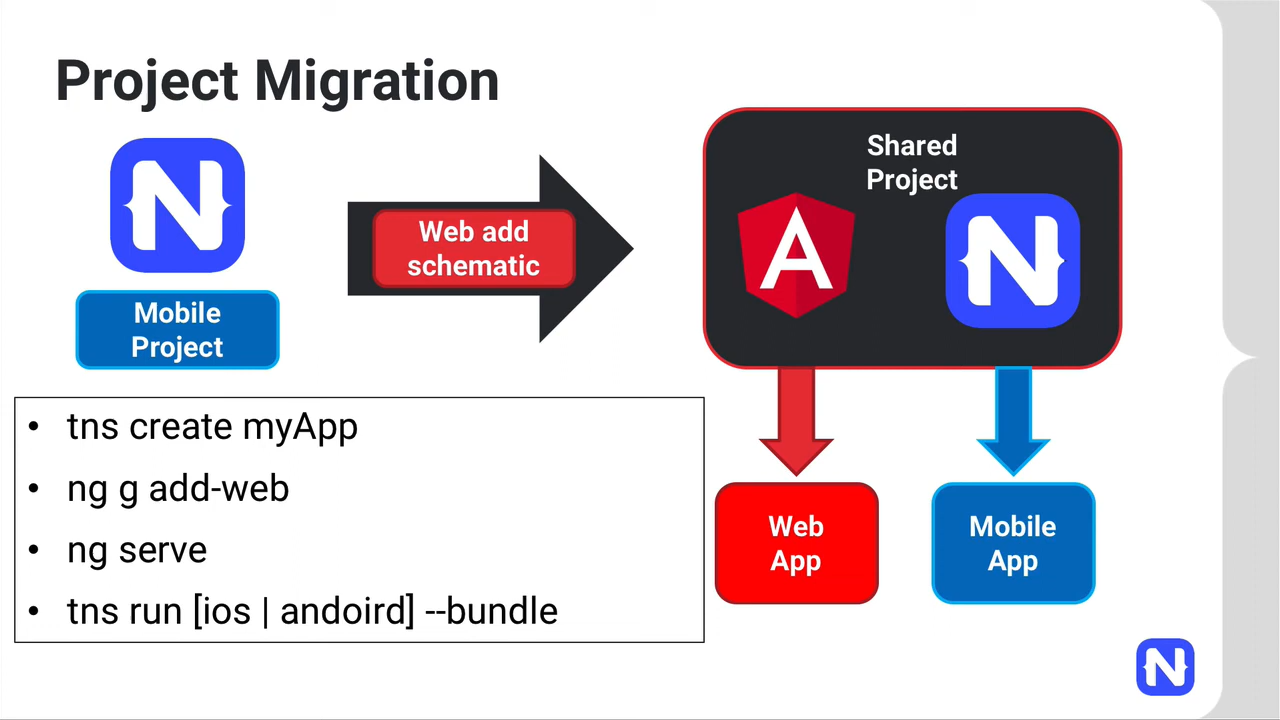 Project Migration
Shared
Project
Web add
schematic
Mobile
Project
• tns create myApp
• ng g add-web
• ng serve
• tns run [ios | andoird] --bundle
Web
App
Mobile
App